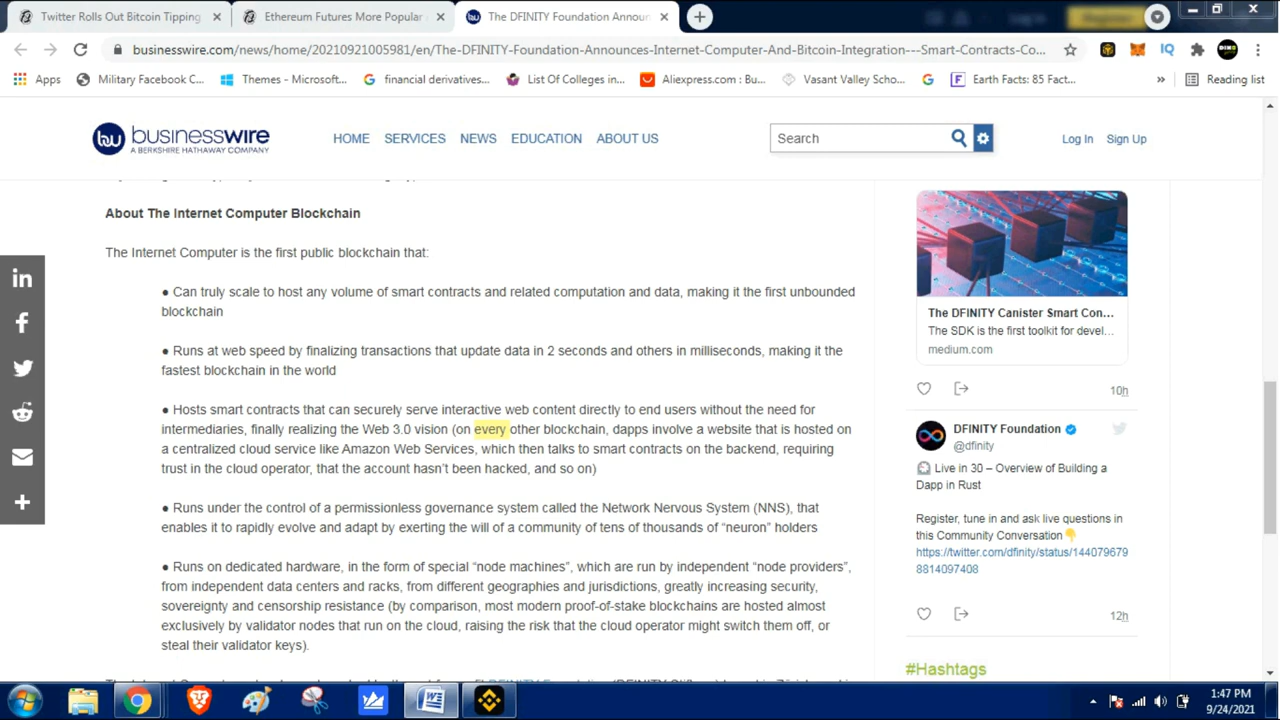 Twitter Rolls Out Bitcoin Tipping
Ethereum Futures More Popular
The DFINITY Foundation Announ
businesswire.com/news/home/20210921005981/en/The-DFINITY-Foundation-Announces-Internet-Computer-And-Bitcoin-Integration---Smart-Contracts-Co...
Apps
Military Facebook C...
Themes - Microsoft...
financial derivatives...
List Of Colleges in...
Aliexpress.com : Bu...
Vasant Valley Scho...
Earth Facts: 85 Fact...
»
Reading list
businesswire
A BERKSHIRE HATHAWAY COMPANY
HOME
SERVICES
NEWS
EDUCATION
ABOUT US
Search
Log In
Sign Up
About The Internet Computer Blockchain
The Internet Computer is the first public blockchain that:
● Can truly scale to host any volume of smart contracts and related computation and data, making it the first unbounded
blockchain
● Runs at web speed by finalizing transactions that update data in 2 seconds and others in milliseconds, making it the
fastest blockchain in the world
● Hosts smart contracts that can securely serve interactive web content directly to end users without the need for
intermediaries, finally realizing the Web 3.0 vision (on every other blockchain, dapps involve a website that is hosted on
a centralized cloud service like Amazon Web Services, which then talks to smart contracts on the backend, requiring
trust in the cloud operator, that the account hasn’t been hacked, and so on)
● Runs under the control of a permissionless governance system called the Network Nervous System (NNS), that
enables it to rapidly evolve and adapt by exerting the will of a community of tens of thousands of “neuron” holders
● Runs on dedicated hardware, in the form of special “node machines”, which are run by independent “node providers”,
from independent data centers and racks, from different geographies and jurisdictions, greatly increasing security,
sovereignty and censorship resistance (by comparison, most modern proof-of-stake blockchains are hosted almost
exclusively by validator nodes that run on the cloud, raising the risk that the cloud operator might switch them off, or
steal their validator keys).
The DFINITY Canister Smart Con...
The SDK is the first toolkit for devel...
medium.com
10h
DFINITY Foundation
@dfinity
Live in 30 – Overview of Building a
Dapp in Rust
Register, tune in and ask live questions in
this Community Conversation👇
https://twitter.com/dfinity/status/144079679
8814097408
12h
#Hashtags
1:47 PM
9/24/2021